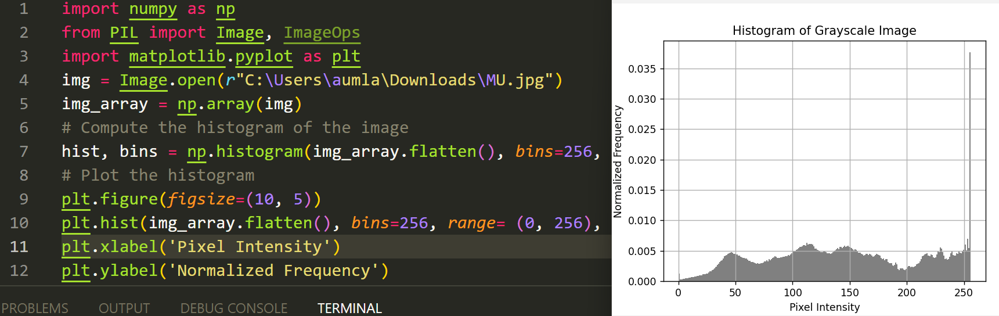 1 import numpy as np
2 from PIL import Image, ImageOps
3 import matplotlib.pyplot as plt
4 img = Image.open(r"C:\Users\aumla\Downloads\MU.jpg")
5 img_array = np.array(img)
6 # Compute the histogram of the image
7 hist, bins = np.histogram(img_array.flatten(), bins=256,
8 # Plot the histogram
9 plt.figure(figsize=(10, 5))
10 plt.hist(img_array.flatten(), bins=256, range= (0, 256),
11 plt.xlabel('Pixel Intensity')
12 plt.ylabel('Normalized Frequency')
PROBLEMS OUTPUT DEBUG CONSOLE TERMINAL
Histogram of Grayscale Image
Normalized Frequency
0.035
0.030
0.025
0.020
0.015
0.010
0.005
0.000
0 50 100 150 200 250
Pixel Intensity